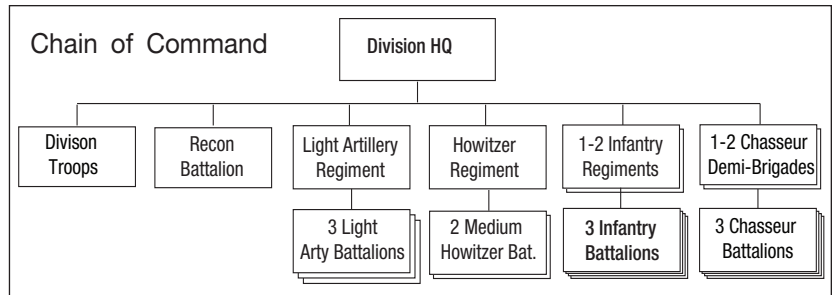 Chain of Command
Division HQ
Divison
Troops
Recon
Battalion
Light Artillery
Regiment
Howitzer
Regiment
1-2 Infantry
Regiments
1-2 Chasseur
Demi-Brigades
3 Light
Arty Battalions
2 Medium
Howitzer Bat.
3 Infantry
Battalions
3 Chasseur
Battalions